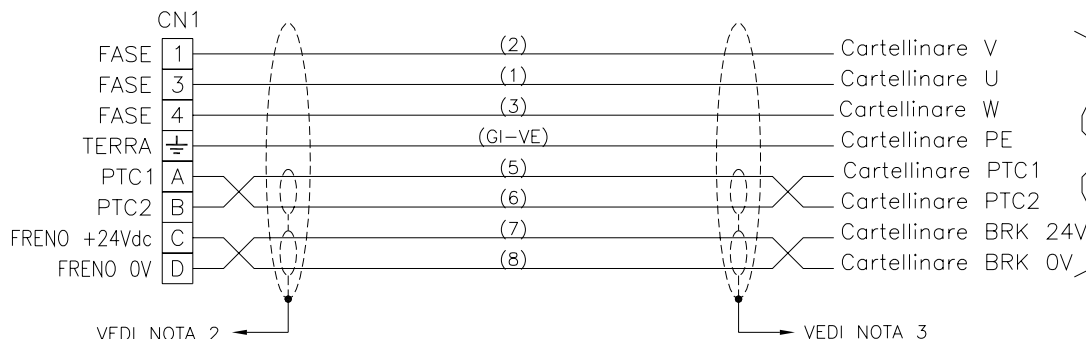 CN1
FASE 1 (2) Cartellinare V
FASE 3 (1) Cartellinare U
FASE 4 (3) Cartellinare W
TERRA (GI-VE) Cartellinare PE
PTC1 A (5) Cartellinare PTC1
PTC2 B (6) Cartellinare PTC2
FRENO +24Vdc C (7) Cartellinare BRK 24V
FRENO 0V D (8) Cartellinare BRK 0V
VEDI NOTA 2 VEDI NOTA 3